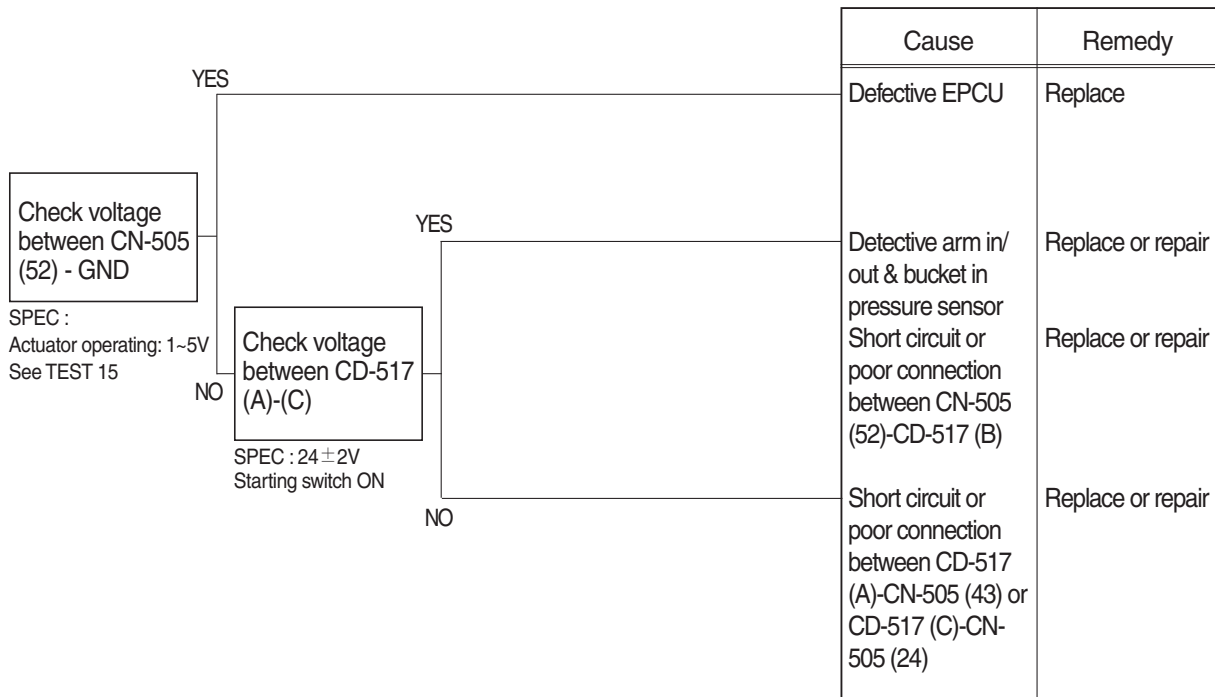 Cause
Remedy
YES
Defective EPCU
Replace
Check voltage
between CN-505
(52) - GND
SPEC :
Actuator operating: 1~5V
See TEST 15
YES
Detective arm in/
out & bucket in
pressure sensor
Replace or repair
NO
Check voltage
between CD-517
(A)-(C)
SPEC : 24±2V
Starting switch ON
Short circuit or
poor connection
between CN-505
(52)-CD-517 (B)
Replace or repair
NO
Short circuit or
poor connection
between CD-517
(A)-CN-505 (43) or
CD-517 (C)-CN-
505 (24)
Replace or repair